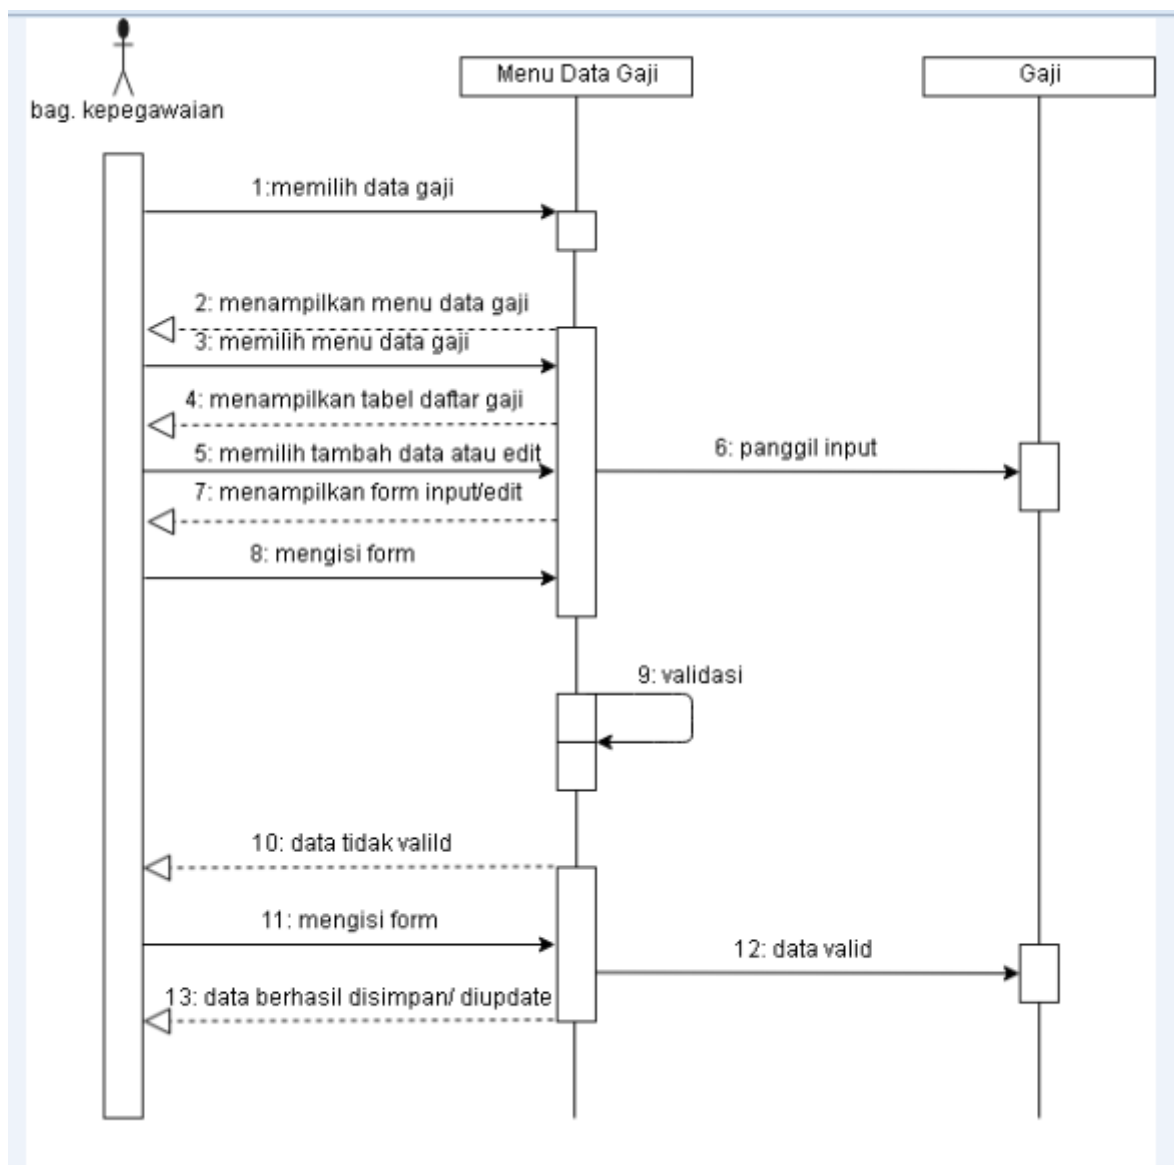 Menu Data Gaji
Gaji
bag. kepegawaian
1:memilih data gaji
2: menampilkan menu data gaji
3: memilih menu data gaji
4: menampilkan tabel daftar gaji
5: memilih tambah data atau edit
6: panggil input
7: menampilkan form input/edit
8: mengisi form
9: validasi
10: data tidak valild
11: mengisi form
12: data valid
13: data berhasil disimpan/ diupdate